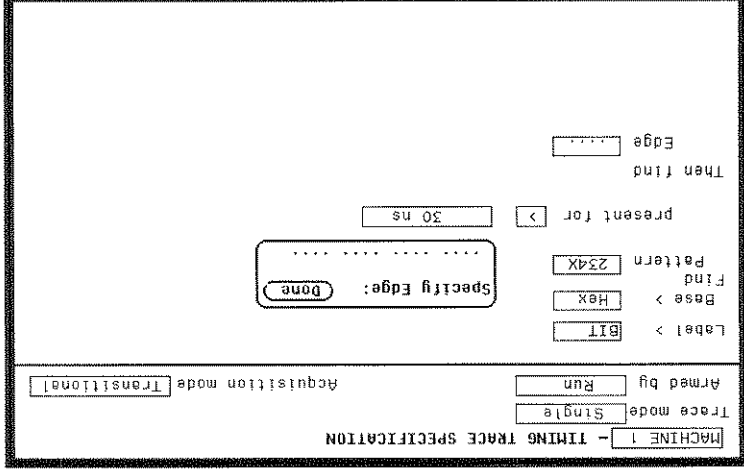 MACHINE 1 – TIMING TRACE SPECIFICATION
Trace mode Single
Armed by Run Acquisition mode Transitional
Label > BIT
Base > Hex
Find
Pattern 234X
Specify Edge: Done
.... .... .... ....
present for > 30 ns
Then find
Edge ....